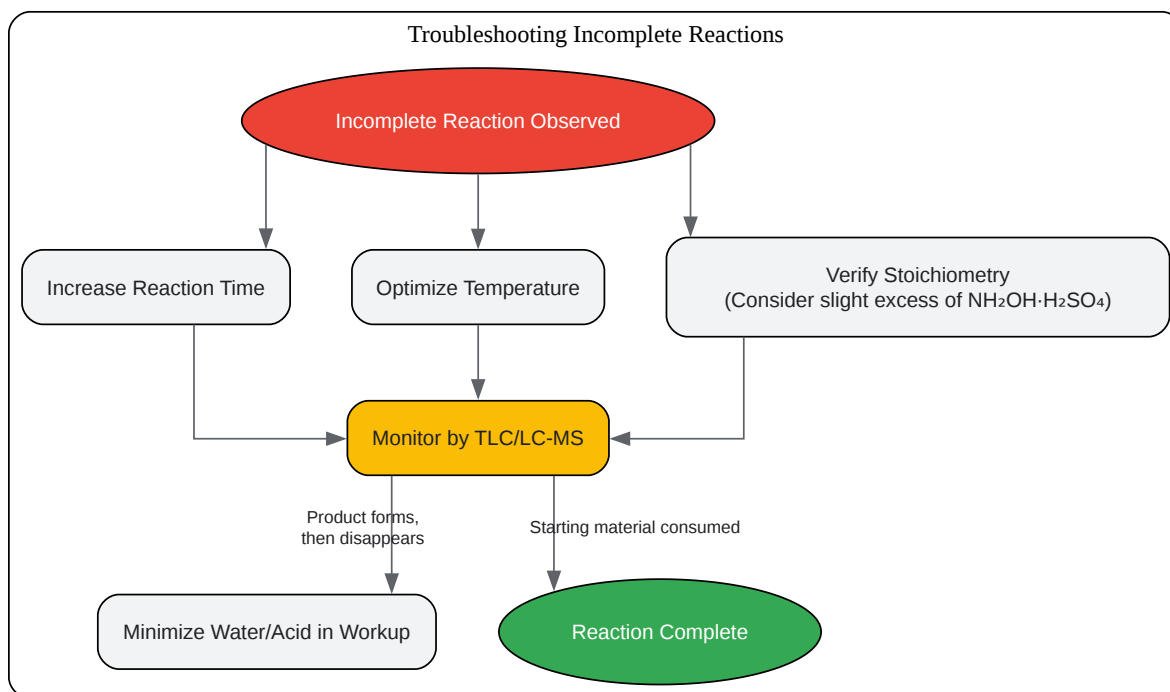 Troubleshooting Incomplete Reactions
Incomplete Reaction Observed
Increase Reaction Time
Optimize Temperature
Verify Stoichiometry
(Consider slight excess of NH₂OH·H₂SO₄)
Monitor by TLC/LC-MS
Product forms,
then disappears
Starting material consumed
Minimize Water/Acid in Workup
Reaction Complete